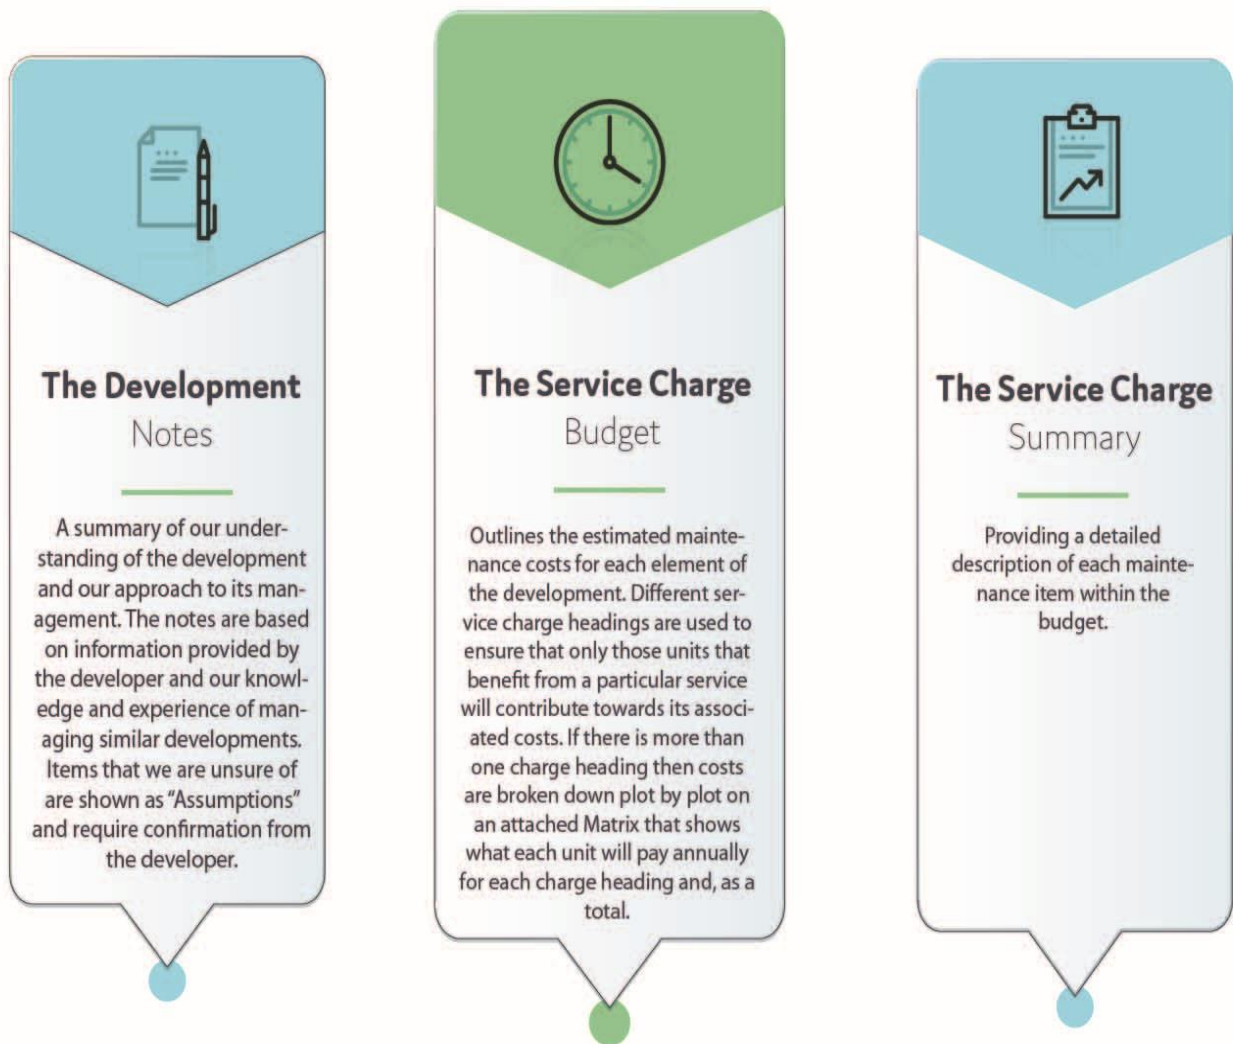 The Development
Notes
A summary of our under-
standing of the development
and our approach to its man-
agement. The notes are based
on information provided by
the developer and our knowl-
edge and experience of man-
aging similar developments.
Items that we are unsure of
are shown as “Assumptions”
and require confirmation from
the developer.
The Service Charge
Budget
Outlines the estimated mainte-
nance costs for each element of
the development. Different ser-
vice charge headings are used to
ensure that only those units that
benefit from a particular service
will contribute towards its associ-
ated costs. If there is more than
one charge heading then costs
are broken down plot by plot on
an attached Matrix that shows
what each unit will pay annually
for each charge heading and, as a
total.
The Service Charge
Summary
Providing a detailed
description of each mainte-
nance item within the
budget.